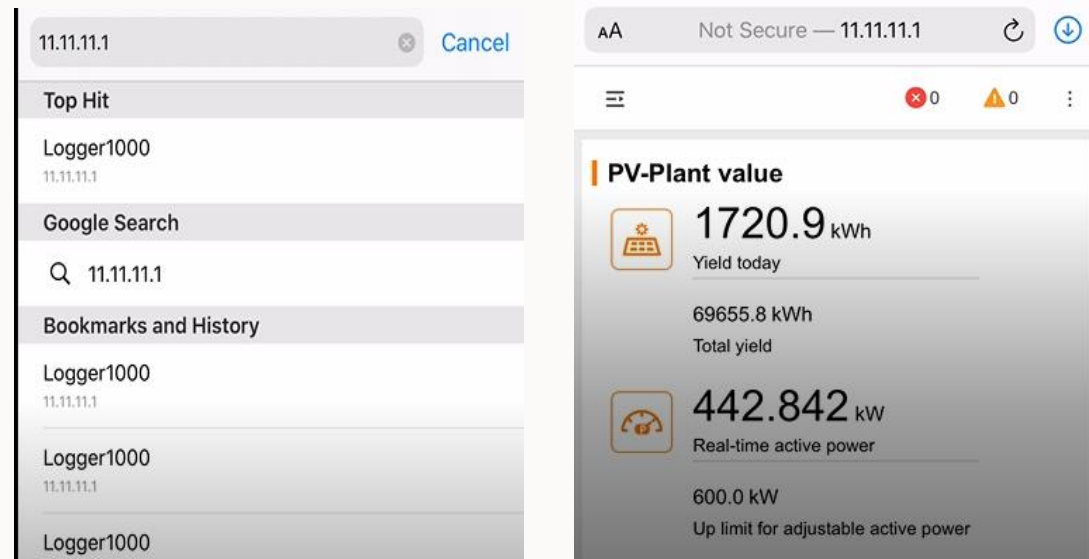 11.11.11.1
Cancel
Top Hit
Logger1000
11.11.11.1
Google Search
11.11.11.1
Bookmarks and History
Logger1000
11.11.11.1
Logger1000
11.11.11.1
Logger1000
AA
Not Secure — 11.11.11.1
0
0
PV-Plant value
1720.9 kWh
Yield today
69655.8 kWh
Total yield
442.842 kW
Real-time active power
600.0 kW
Up limit for adjustable active power